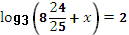 log₃(8 24/25 + x) = 2